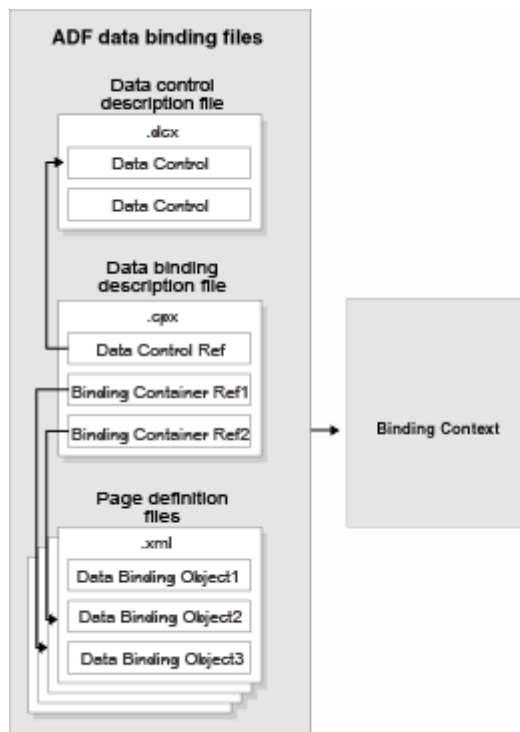 ADF data binding files
Data control
description file
.dcx
Data Control
Data Control
Data binding
description file
.cpx
Data Control Ref
Binding Container Ref1
Binding Container Ref2
Binding Context
Page definition
files
.xml
Data Binding Object1
Data Binding Object2
Data Binding Object3